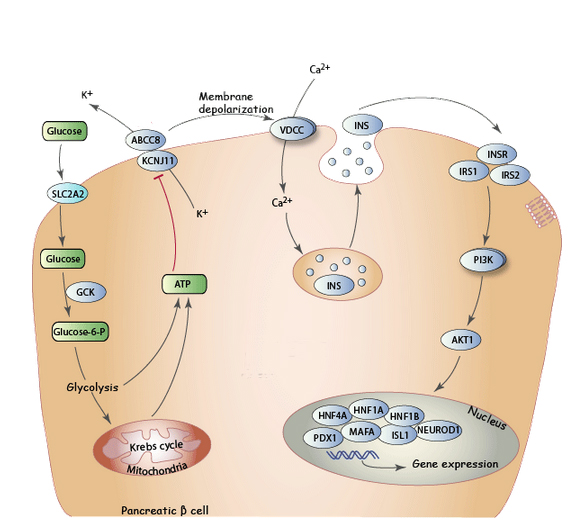 Ca²⁺
K⁺
Membrane
depolarization
Glucose
ABCC8
KCNJ11
VDCC
INS
INSR
IRS1
IRS2
SLC2A2
K⁺
Ca²⁺
Glucose
GCK
ATP
INS
PI3K
Glucose-6-P
AKT1
Glycolysis
HNF4A
HNF1A
HNF1B
Nucleus
PDX1
MAFA
ISL1
NEUROD1
Krebs cycle
Mitochondria
Gene expression
Pancreatic β cell